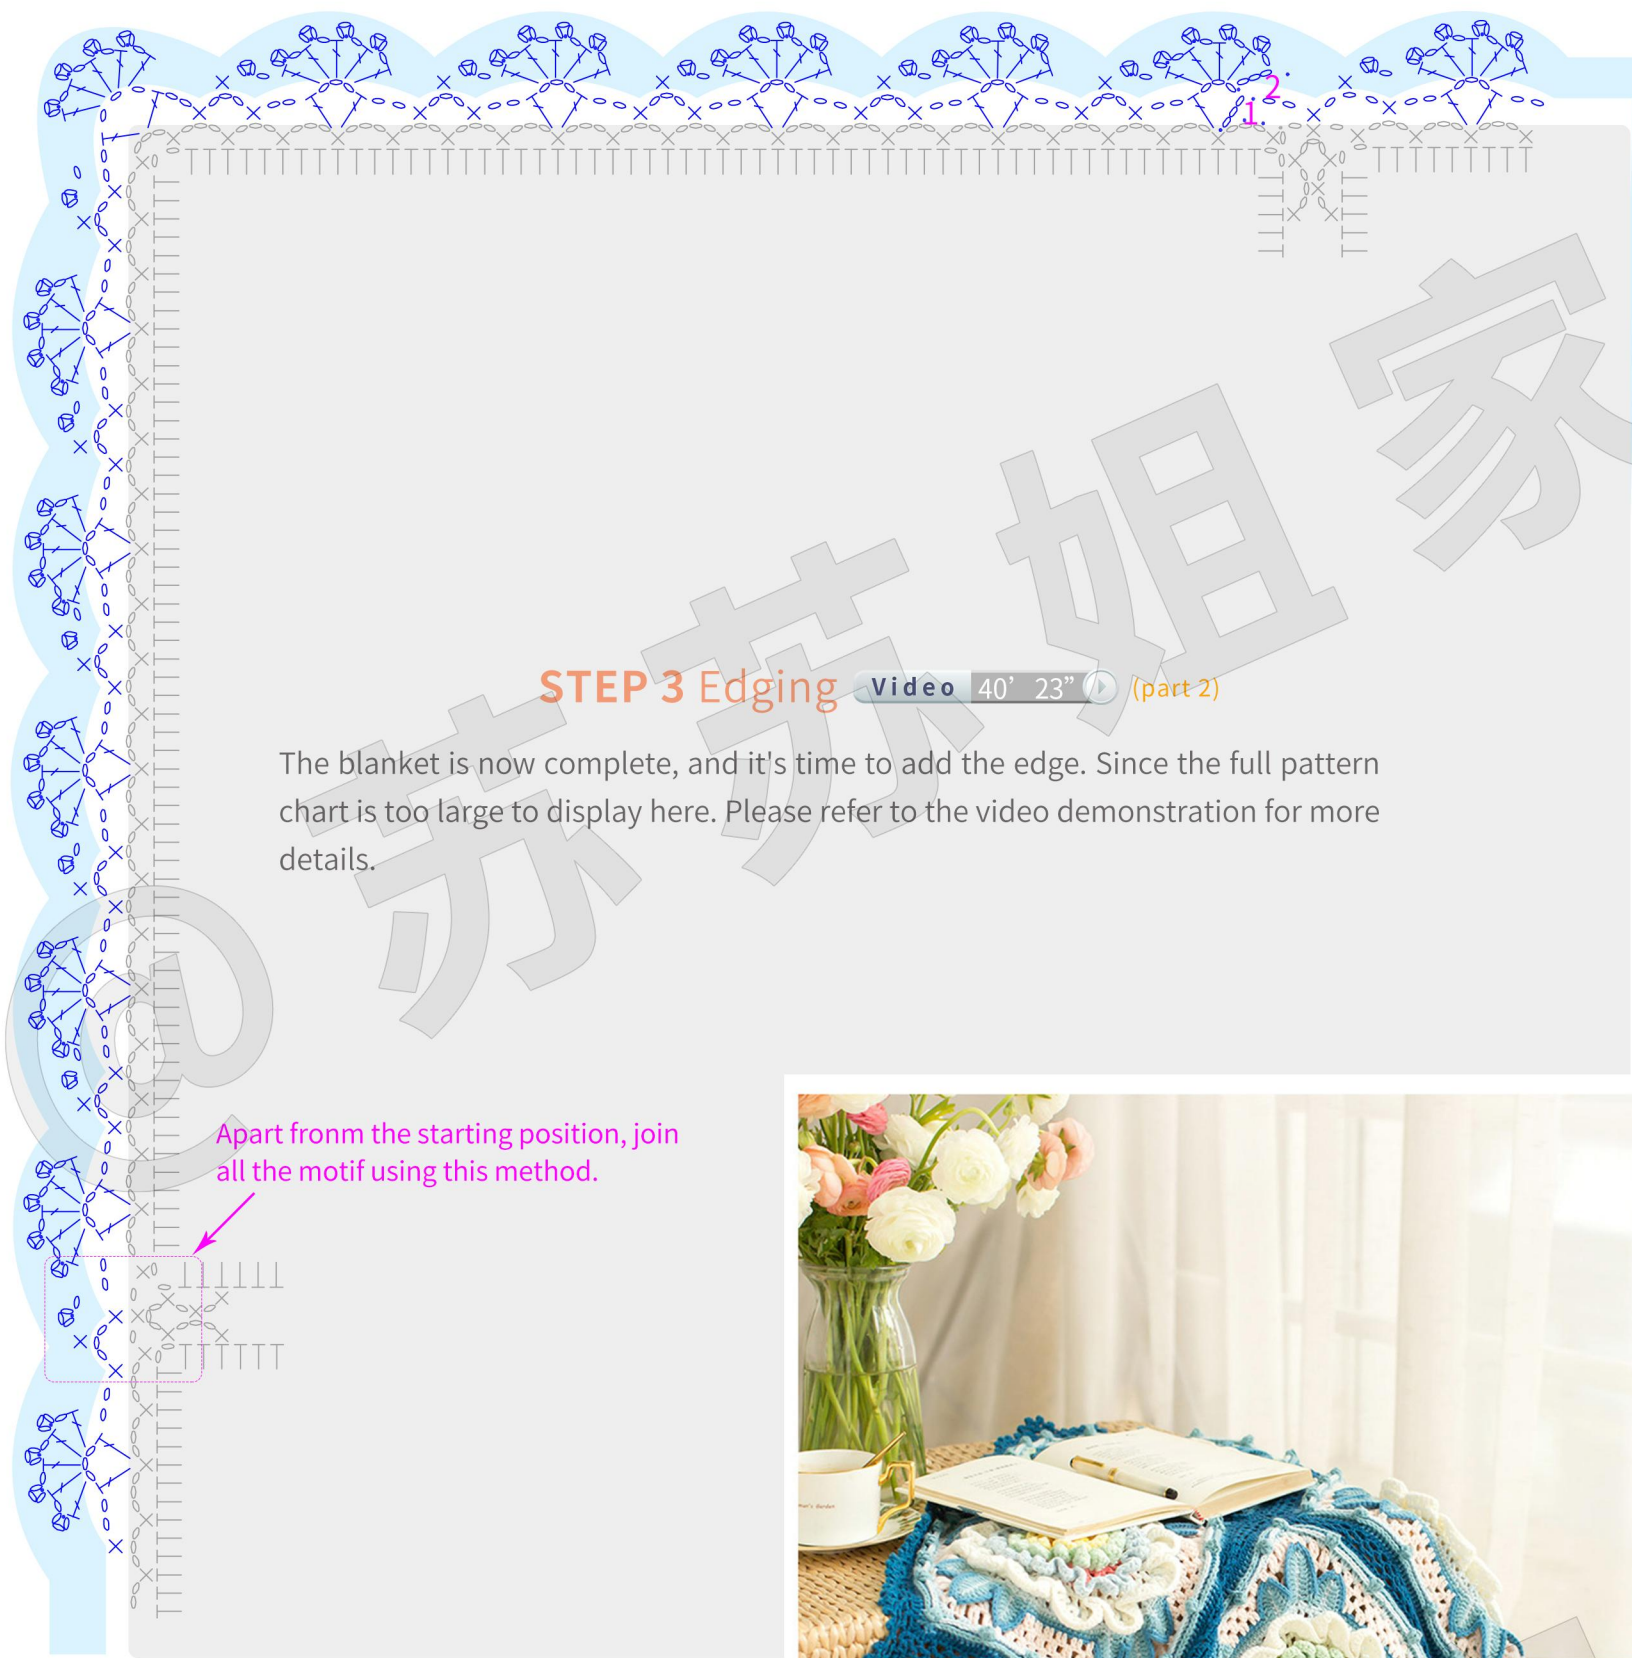 2
1
STEP 3 Edging Video 40’ 23” (part 2)
The blanket is now complete, and it's time to add the edge. Since the full pattern
chart is too large to display here. Please refer to the video demonstration for more
details.
@苏苏姐家
Apart fronm the starting position, join
all the motif using this method.